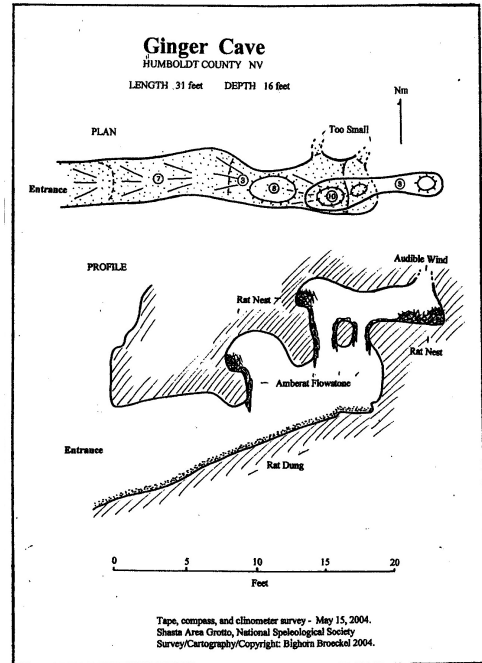 Ginger Cave
HUMBOLDT COUNTY NV
LENGTH 31 feet DEPTH 16 feet
Nm
PLAN
Too Small
7
3
8
10
3
Entrance
PROFILE
Audible Wind
Rat Nest
Rat Nest
Amberat Flowstone
Entrance
Rat Dung
0 5 10 15 20
Feet
Tape, compass, and clinometer survey - May 15, 2004.
Shasta Area Grotto, National Speleological Society
Survey/Cartography/Copyright: Bighorn Broeckel 2004.